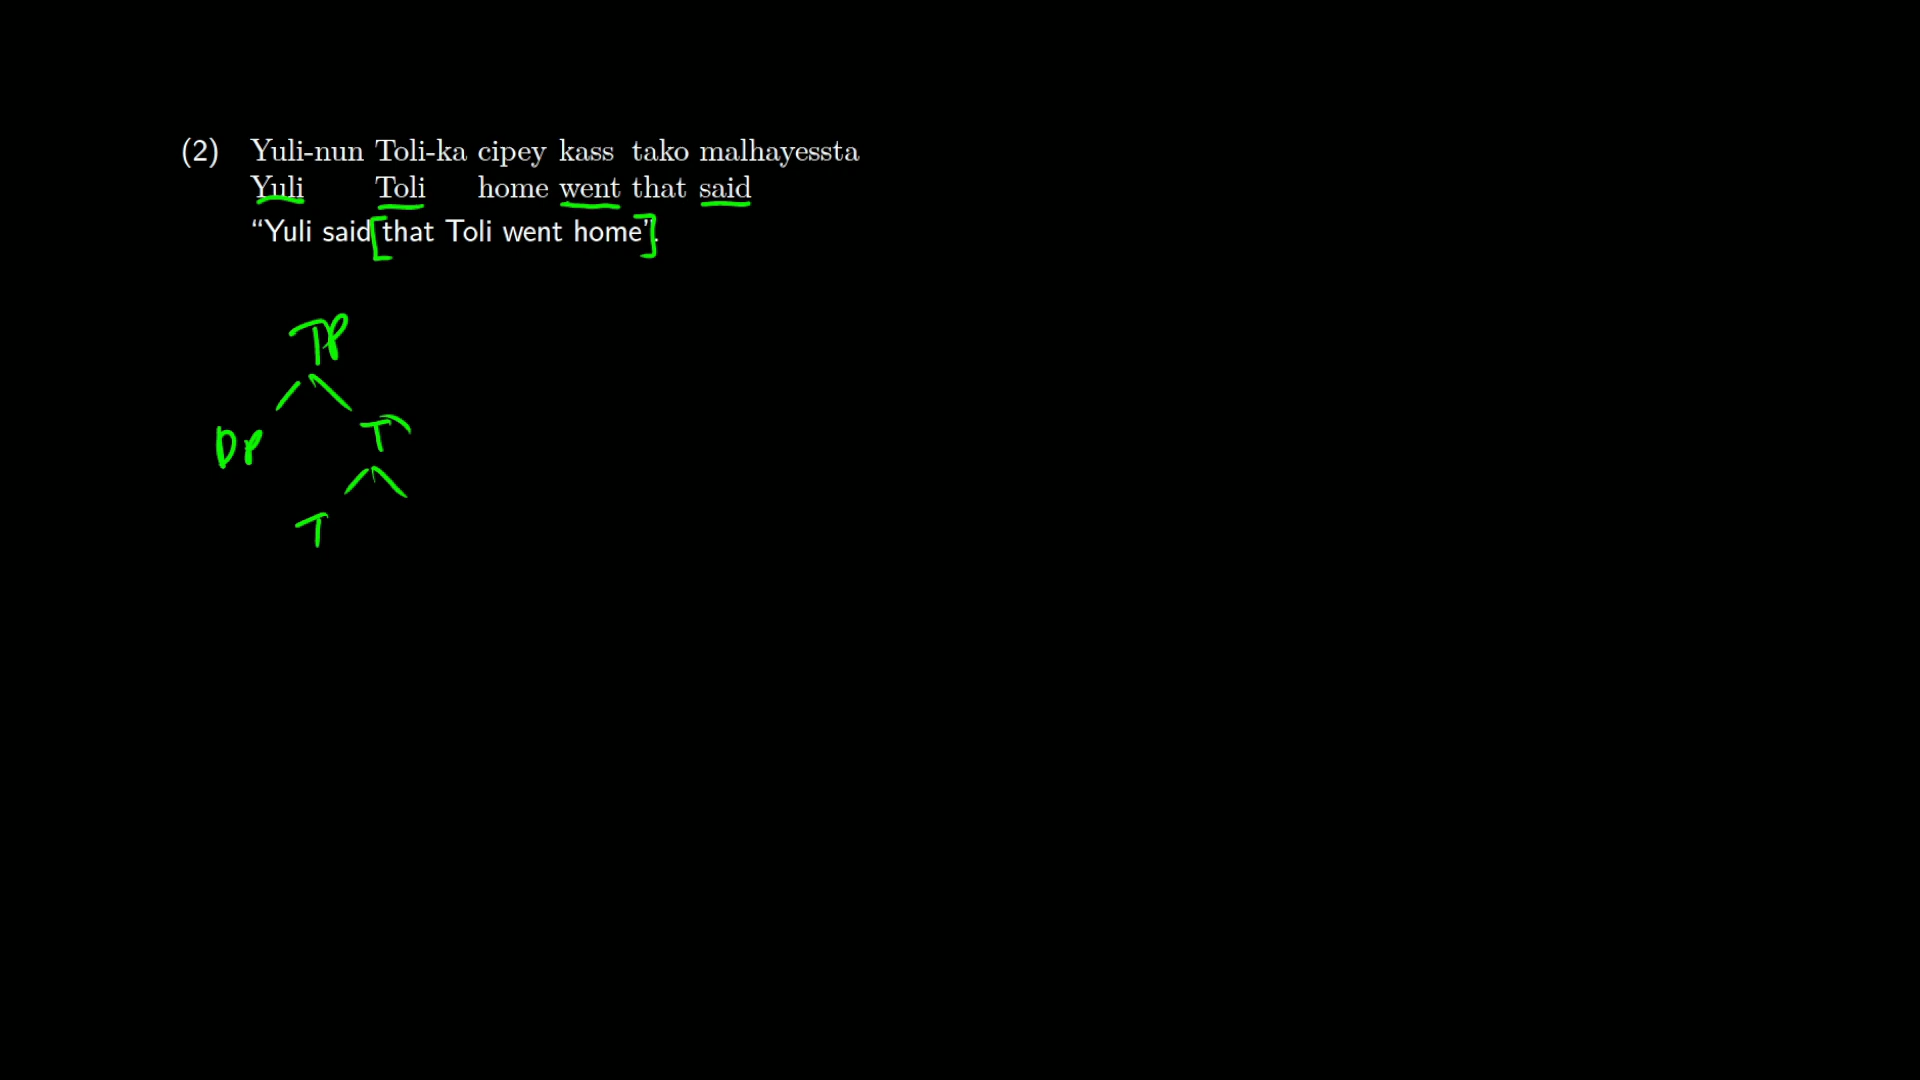 (2) Yuli-nun Toli-ka cipey kass tako malhayessta
Yuli Toli home went that said
“Yuli said [that Toli went home”].
TP
DP T̄
T